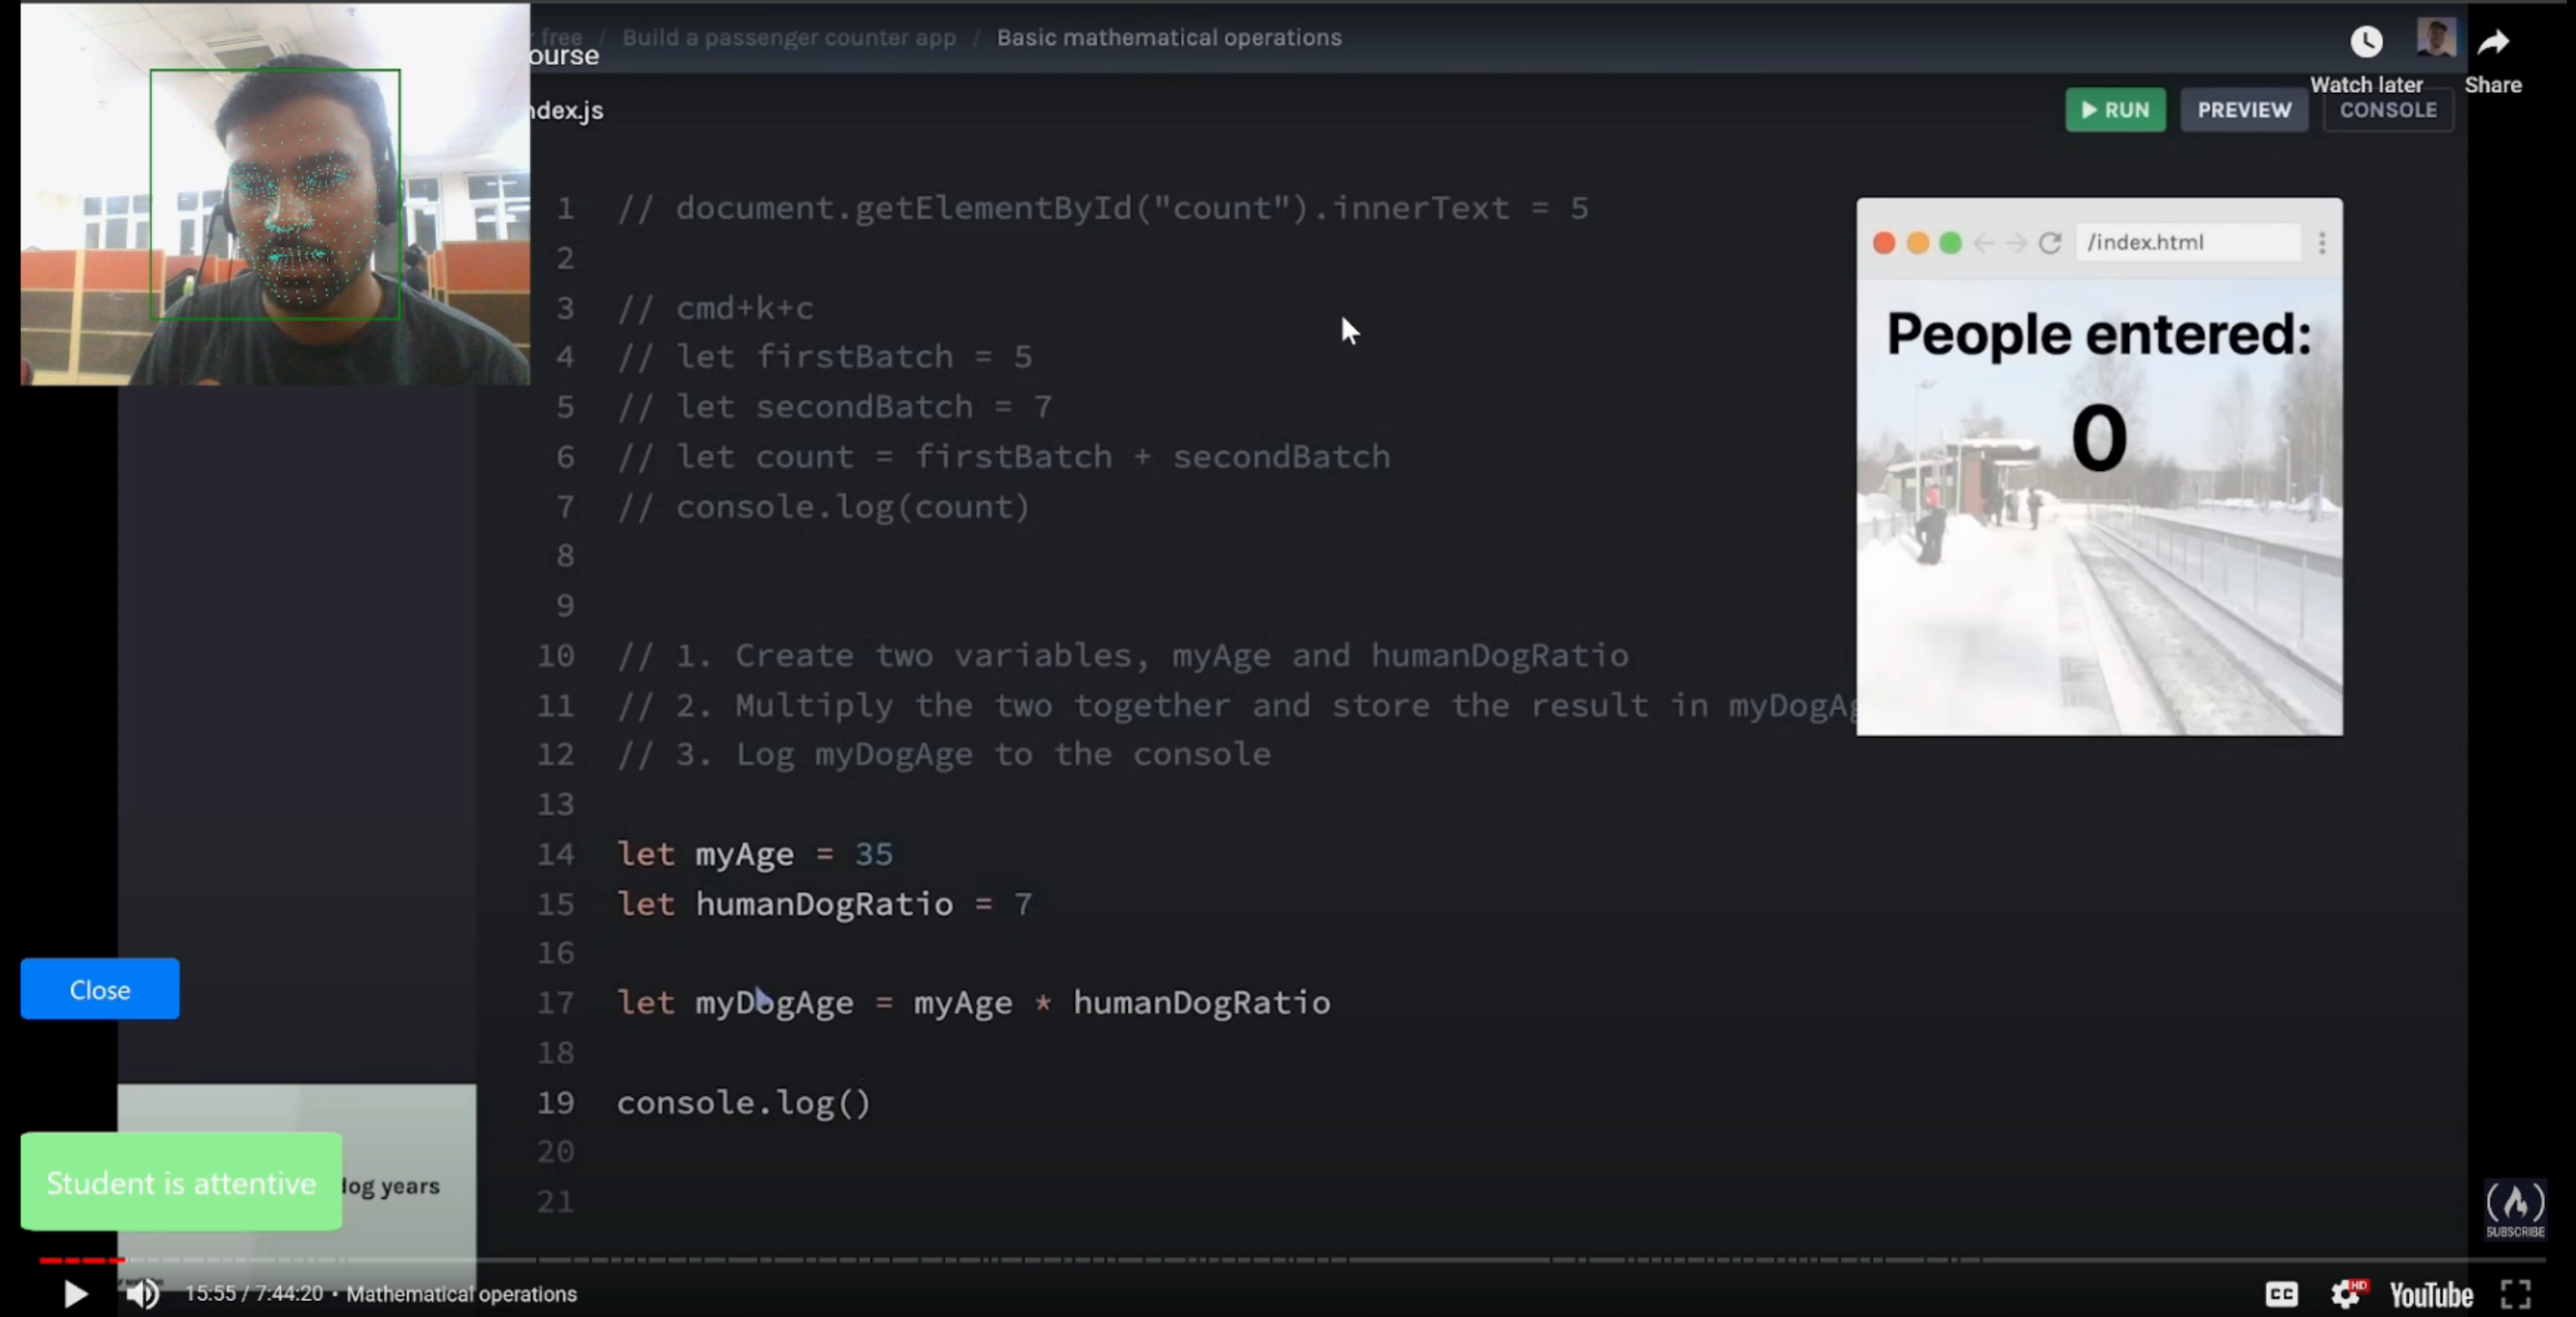 r free / Build a passenger counter app / Basic mathematical operations
ourse
Watch later
Share
ndex.js
RUN
PREVIEW
CONSOLE
1 // document.getElementById("count").innerText = 5
2
3 // cmd+k+c
4 // let firstBatch = 5
5 // let secondBatch = 7
6 // let count = firstBatch + secondBatch
7 // console.log(count)
8
9
10 // 1. Create two variables, myAge and humanDogRatio
11 // 2. Multiply the two together and store the result in myDogAg
12 // 3. Log myDogAge to the console
13
14 let myAge = 35
15 let humanDogRatio = 7
16
17 let myDogAge = myAge * humanDogRatio
18
19 console.log()
20
21
/index.html
People entered:
0
Close
Student is attentive
dog years
SUBSCRIBE
15:55 / 7:44:20 • Mathematical operations
CC
HD
YouTube